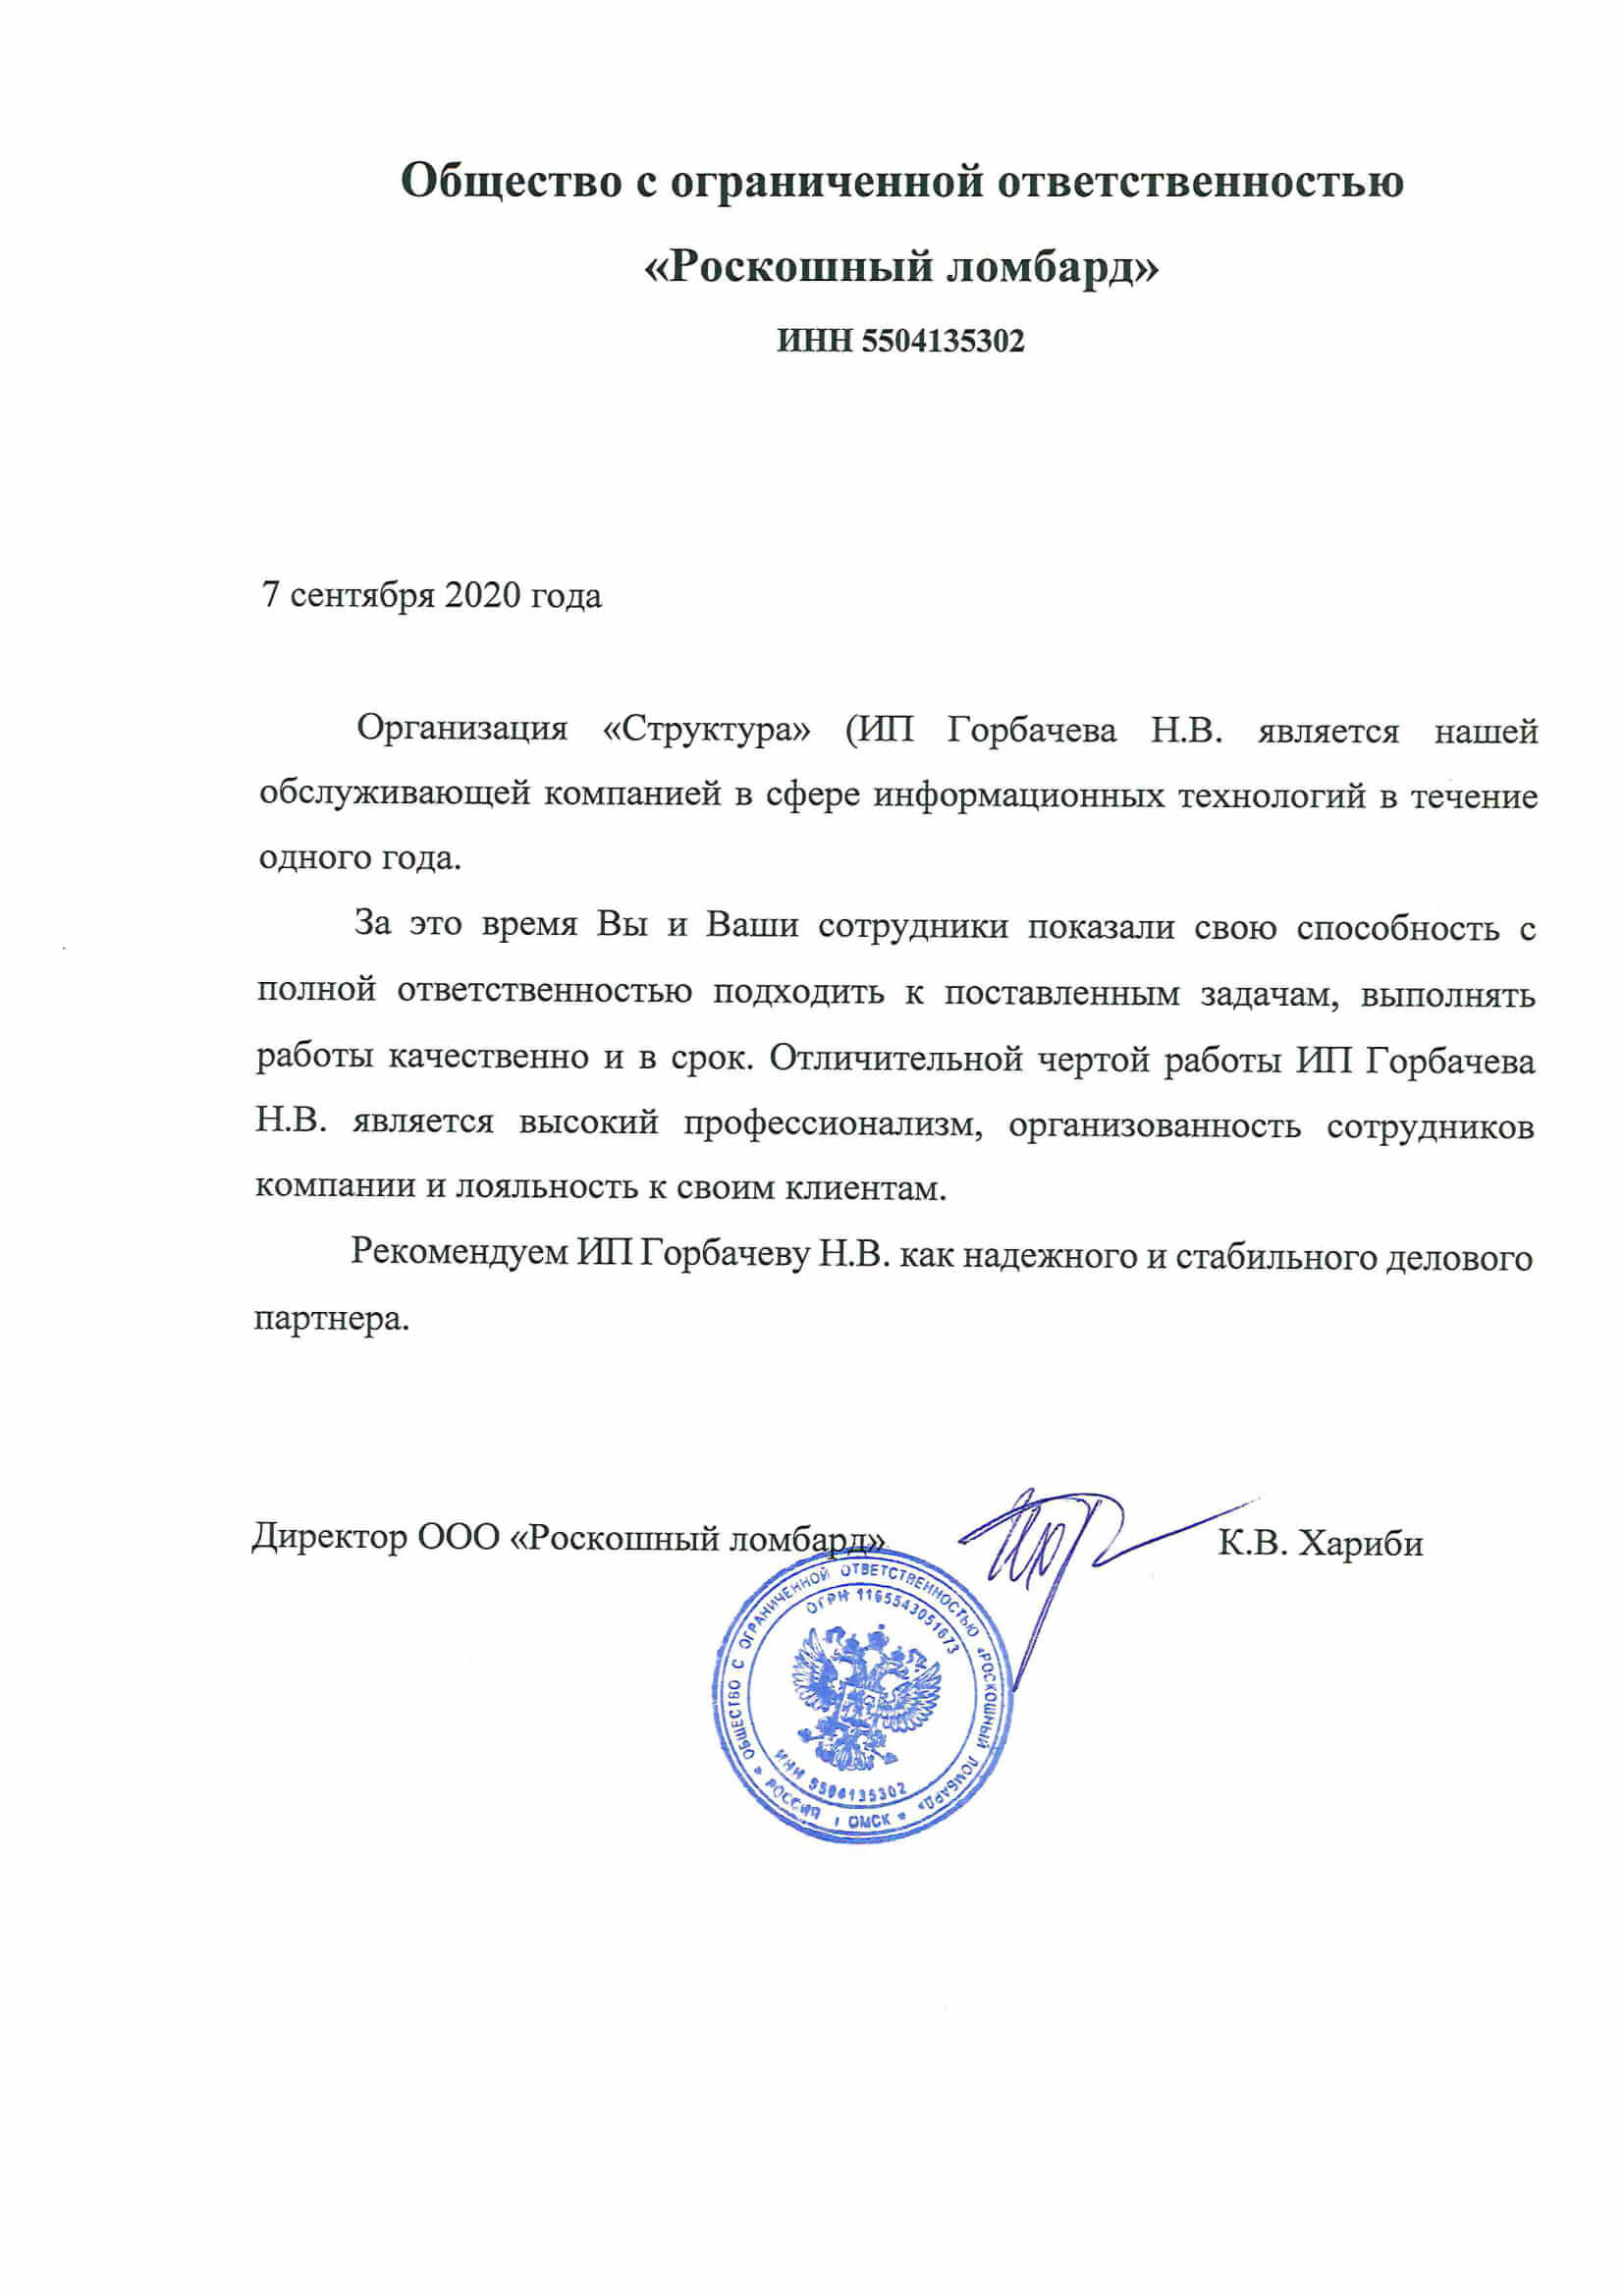 Общество с ограниченной ответственностью
«Роскошный ломбард»
ИНН 5504135302
7 сентября 2020 года
Организация «Структура» (ИП Горбачева Н.В. является нашей
обслуживающей компанией в сфере информационных технологий в течение
одного года.
За это время Вы и Ваши сотрудники показали свою способность с
полной ответственностью подходить к поставленным задачам, выполнять
работы качественно и в срок. Отличительной чертой работы ИП Горбачева
Н.В. является высокий профессионализм, организованность сотрудников
компании и лояльность к своим клиентам.
Рекомендуем ИП Горбачеву Н.В. как надежного и стабильного делового
партнера.
Директор ООО «Роскошный ломбард»
К.В. Хариби
ОБЩЕСТВО С ОГРАНИЧЕННОЙ ОТВЕТСТВЕННОСТЬЮ «РОСКОШНЫЙ ЛОМБАРД»
* РОССИЯ г ОМСК *
ОГРН 1165543051673
ИНН 5504135302